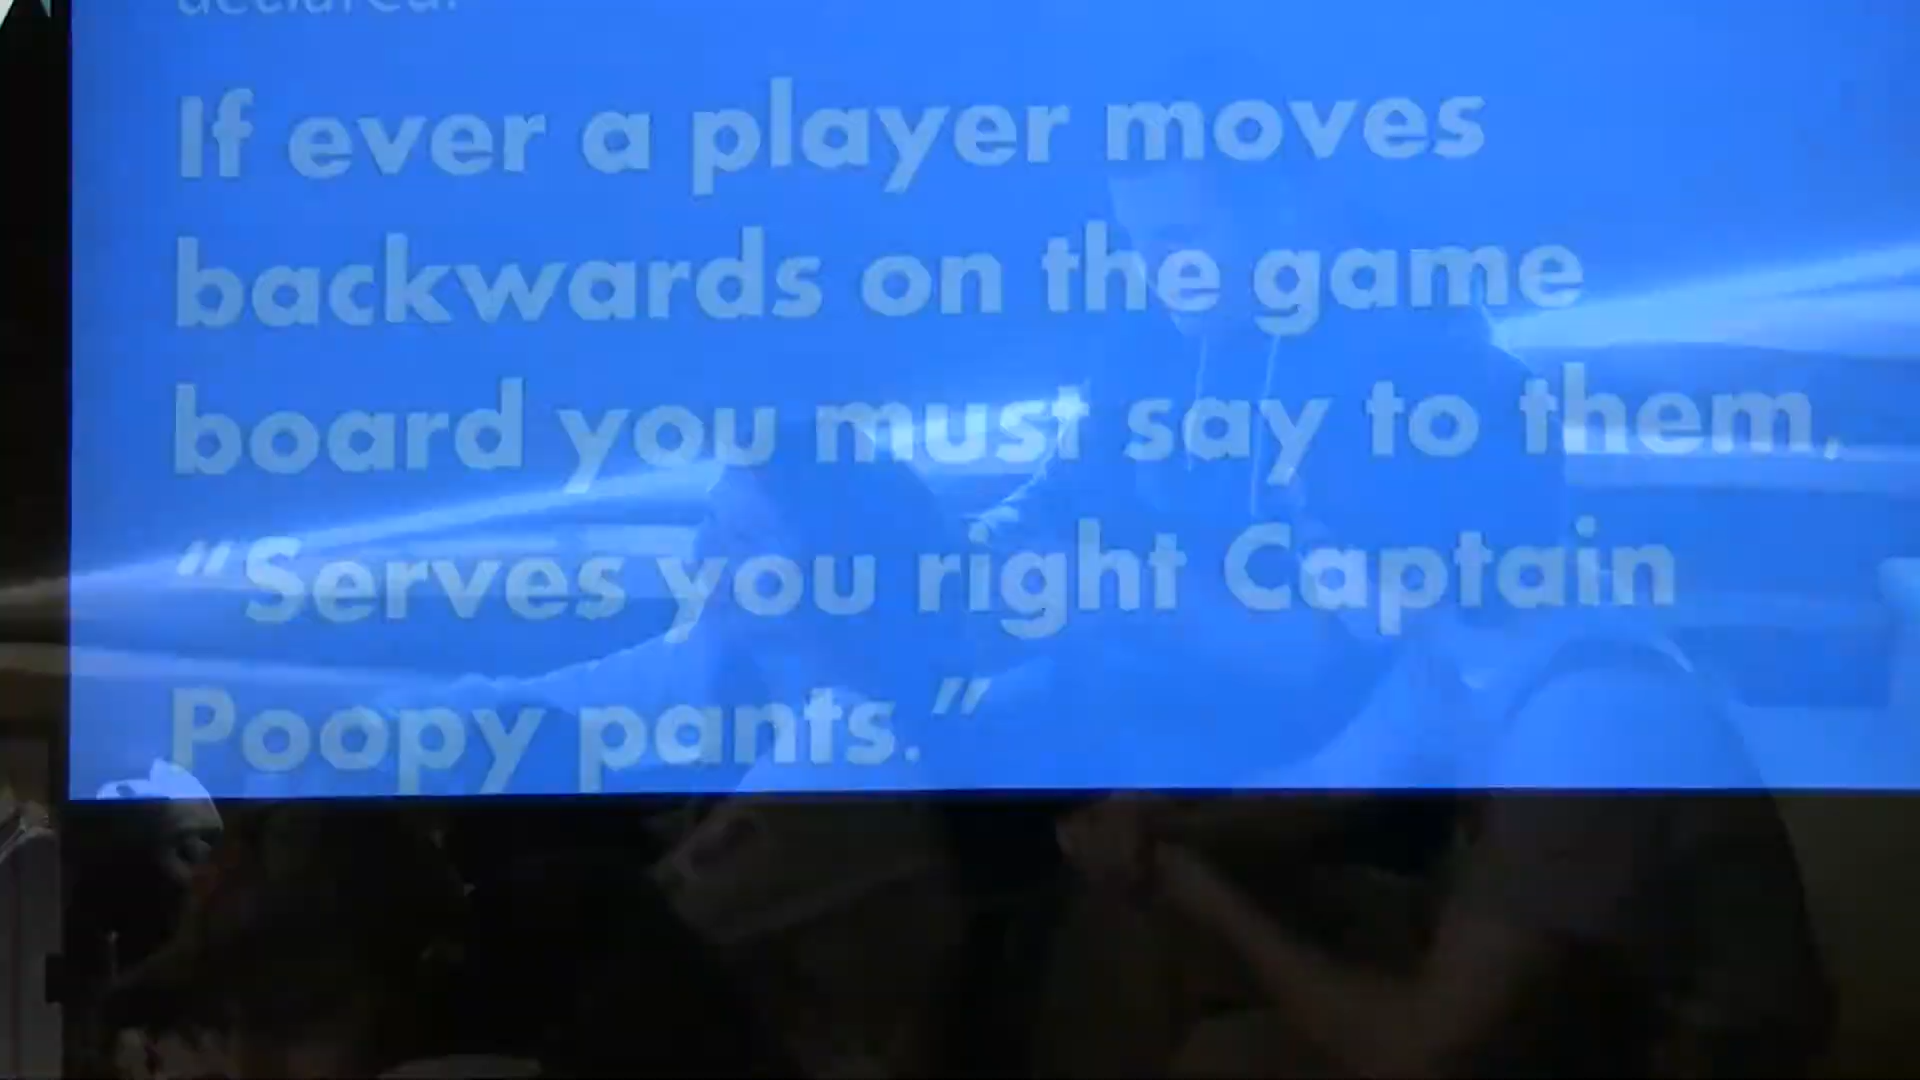 declared.
If ever a player moves
backwards on the game
board you must say to them,
“Serves you right Captain
Poopy pants.”